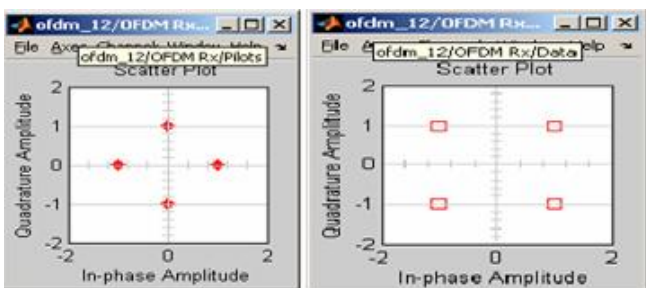 ofdm_12/OFDM Rx...
File Axes Channel Window Help
ofdm_12/OFDM Rx/Pilots
Scatter Plot
Quadrature Amplitude
2
1
0
-1
-2
-2 0 2
In-phase Amplitude
ofdm_12/OFDM Rx...
File
ofdm_12/OFDM Rx/Data
Scatter Plot
Quadrature Amplitude
2
1
0
-1
-2
-2 0 2
In-phase Amplitude